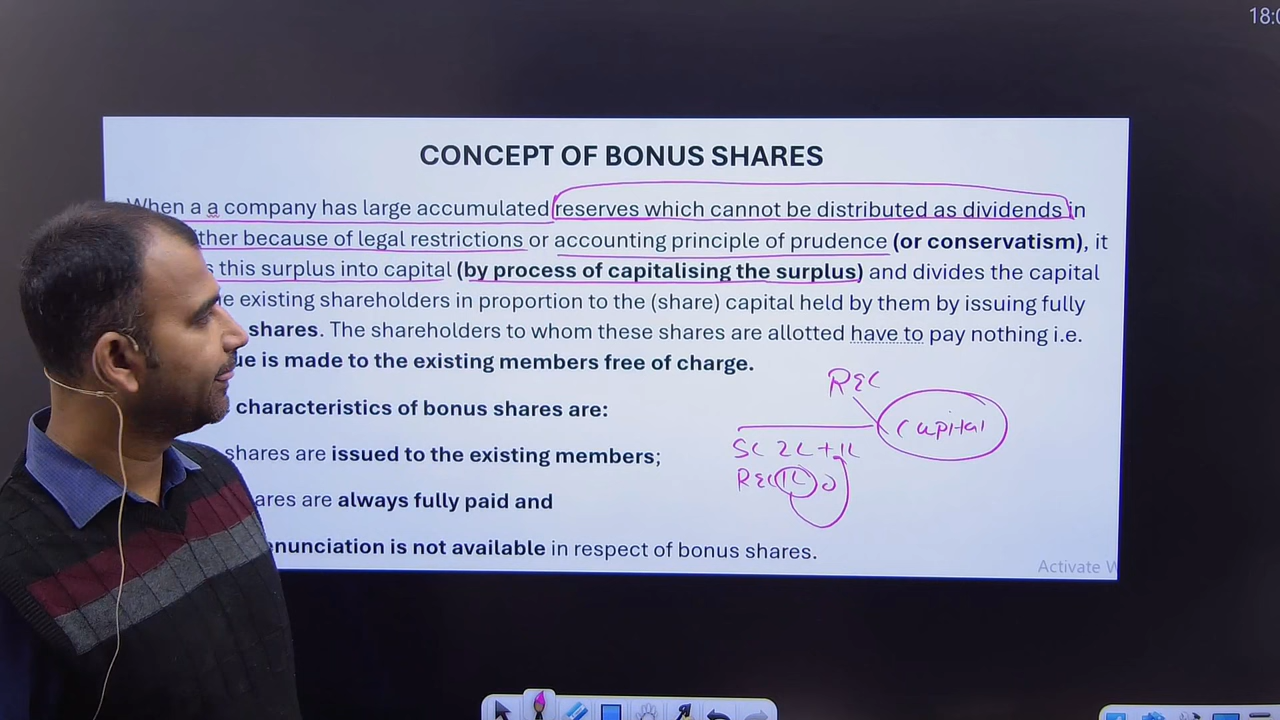 18:0
CONCEPT OF BONUS SHARES
When a a company has large accumulated reserves which cannot be distributed as dividends in
because of legal restrictions or accounting principle of prudence (or conservatism), it
this surplus into capital (by process of capitalising the surplus) and divides the capital
existing shareholders in proportion to the (share) capital held by them by issuing fully
shares. The shareholders to whom these shares are allotted have to pay nothing i.e.
is made to the existing members free of charge.
characteristics of bonus shares are:
shares are issued to the existing members;
always fully paid and
is not available in respect of bonus shares.
R&S
Capital
SC 2L + 1L
R&S 1L 0
Activate W